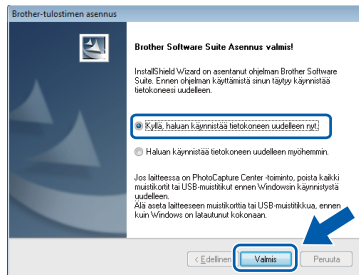 Brother-tulostimen asennus
Brother Software Suite Asennus valmis!
InstallShield Wizard on asentanut ohjelman Brother Software
Suite. Ennen ohjelman käyttämistä sinun täytyy käynnistää
tietokoneesi uudelleen.
Kyllä, haluan käynnistää tietokoneen uudelleen nyt.
Haluan käynnistää tietokoneen uudelleen myöhemmin.
Jos laitteessa on PhotoCapture Center -toiminto, poista kaikki
muistikortit tai USB-muistitikut ennen Windowsin käynnistystä
uudelleen.
Älä aseta laitteeseen muistikorttia tai USB-muistitikkua, ennen
kuin Windows on latautunut kokonaan.
< Edellinen
Valmis
Peruuta